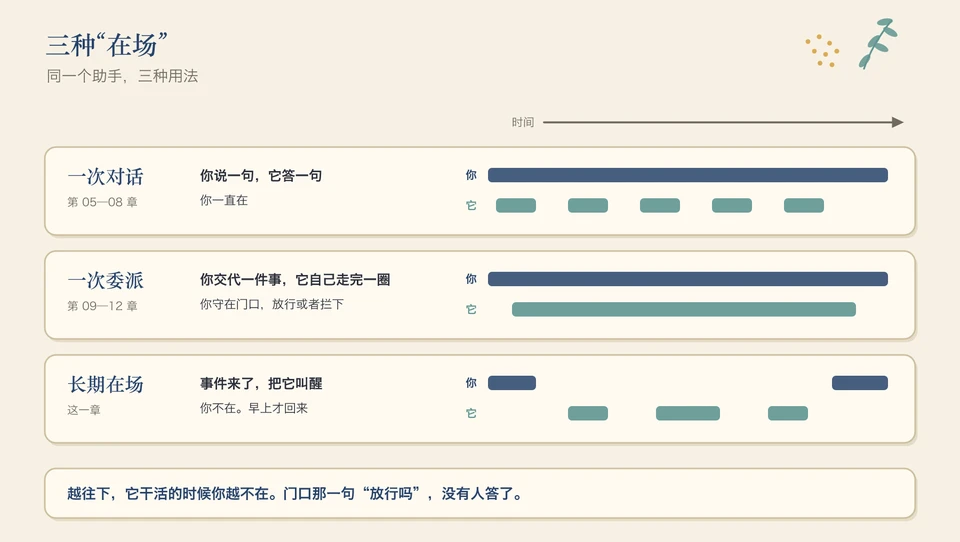 三种“在场”
同一个助手，三种用法
时间
一次对话
第 05—08 章
你说一句，它答一句
你一直在
你
它
一次委派
第 09—12 章
你交代一件事，它自己走完一圈
你守在门口，放行或者拦下
你
它
长期在场
这一章
事件来了，把它叫醒
你不在。早上才回来
你
它
越往下，它干活的时候你越不在。门口那一句“放行吗”，没有人答了。